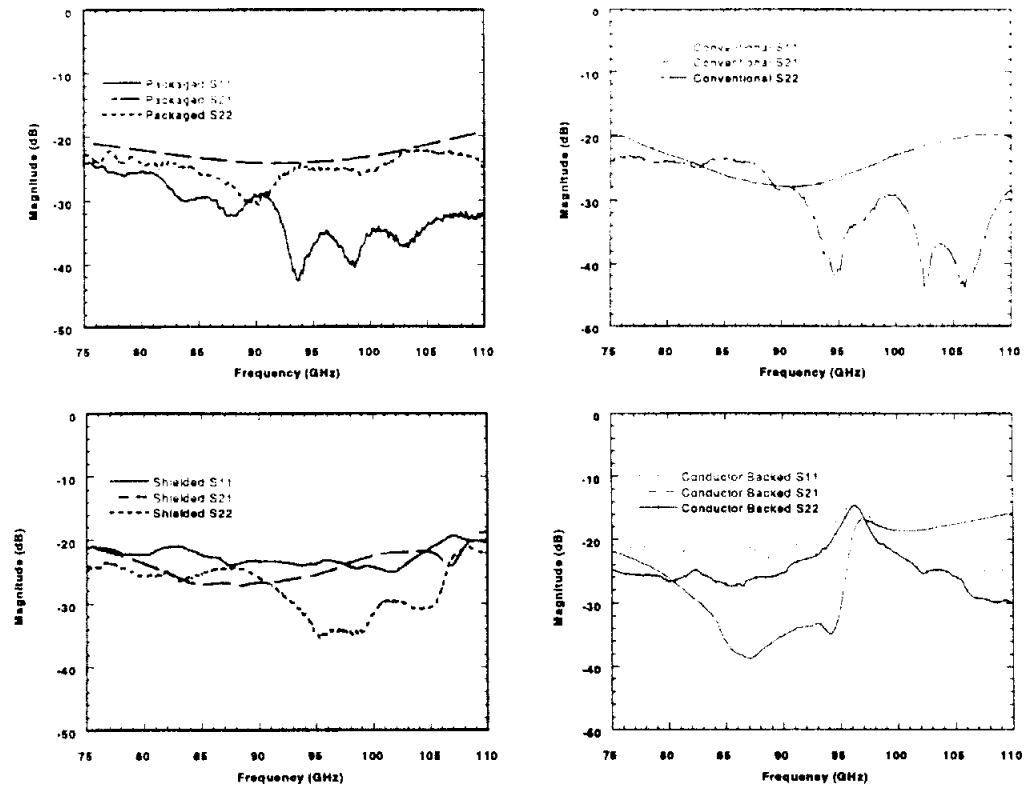 0
-10
-20
-30
-40
-50
Magnitude (dB)
Packaged S11
Packaged S21
Packaged S22
75 80 85 90 95 100 105 110
Frequency (GHz)
0
-10
-20
-30
-40
-50
Magnitude (dB)
Conventional S11
Conventional S21
Conventional S22
75 80 85 90 95 100 105 110
Frequency (GHz)
0
-10
-20
-30
-40
-50
Magnitude (dB)
Shielded S11
Shielded S21
Shielded S22
75 80 85 90 95 100 105 110
Frequency (GHz)
0
-10
-20
-30
-40
-50
Magnitude (dB)
Conductor Backed S11
Conductor Backed S21
Conductor Backed S22
75 80 85 90 95 100 105 110
Frequency (GHz)